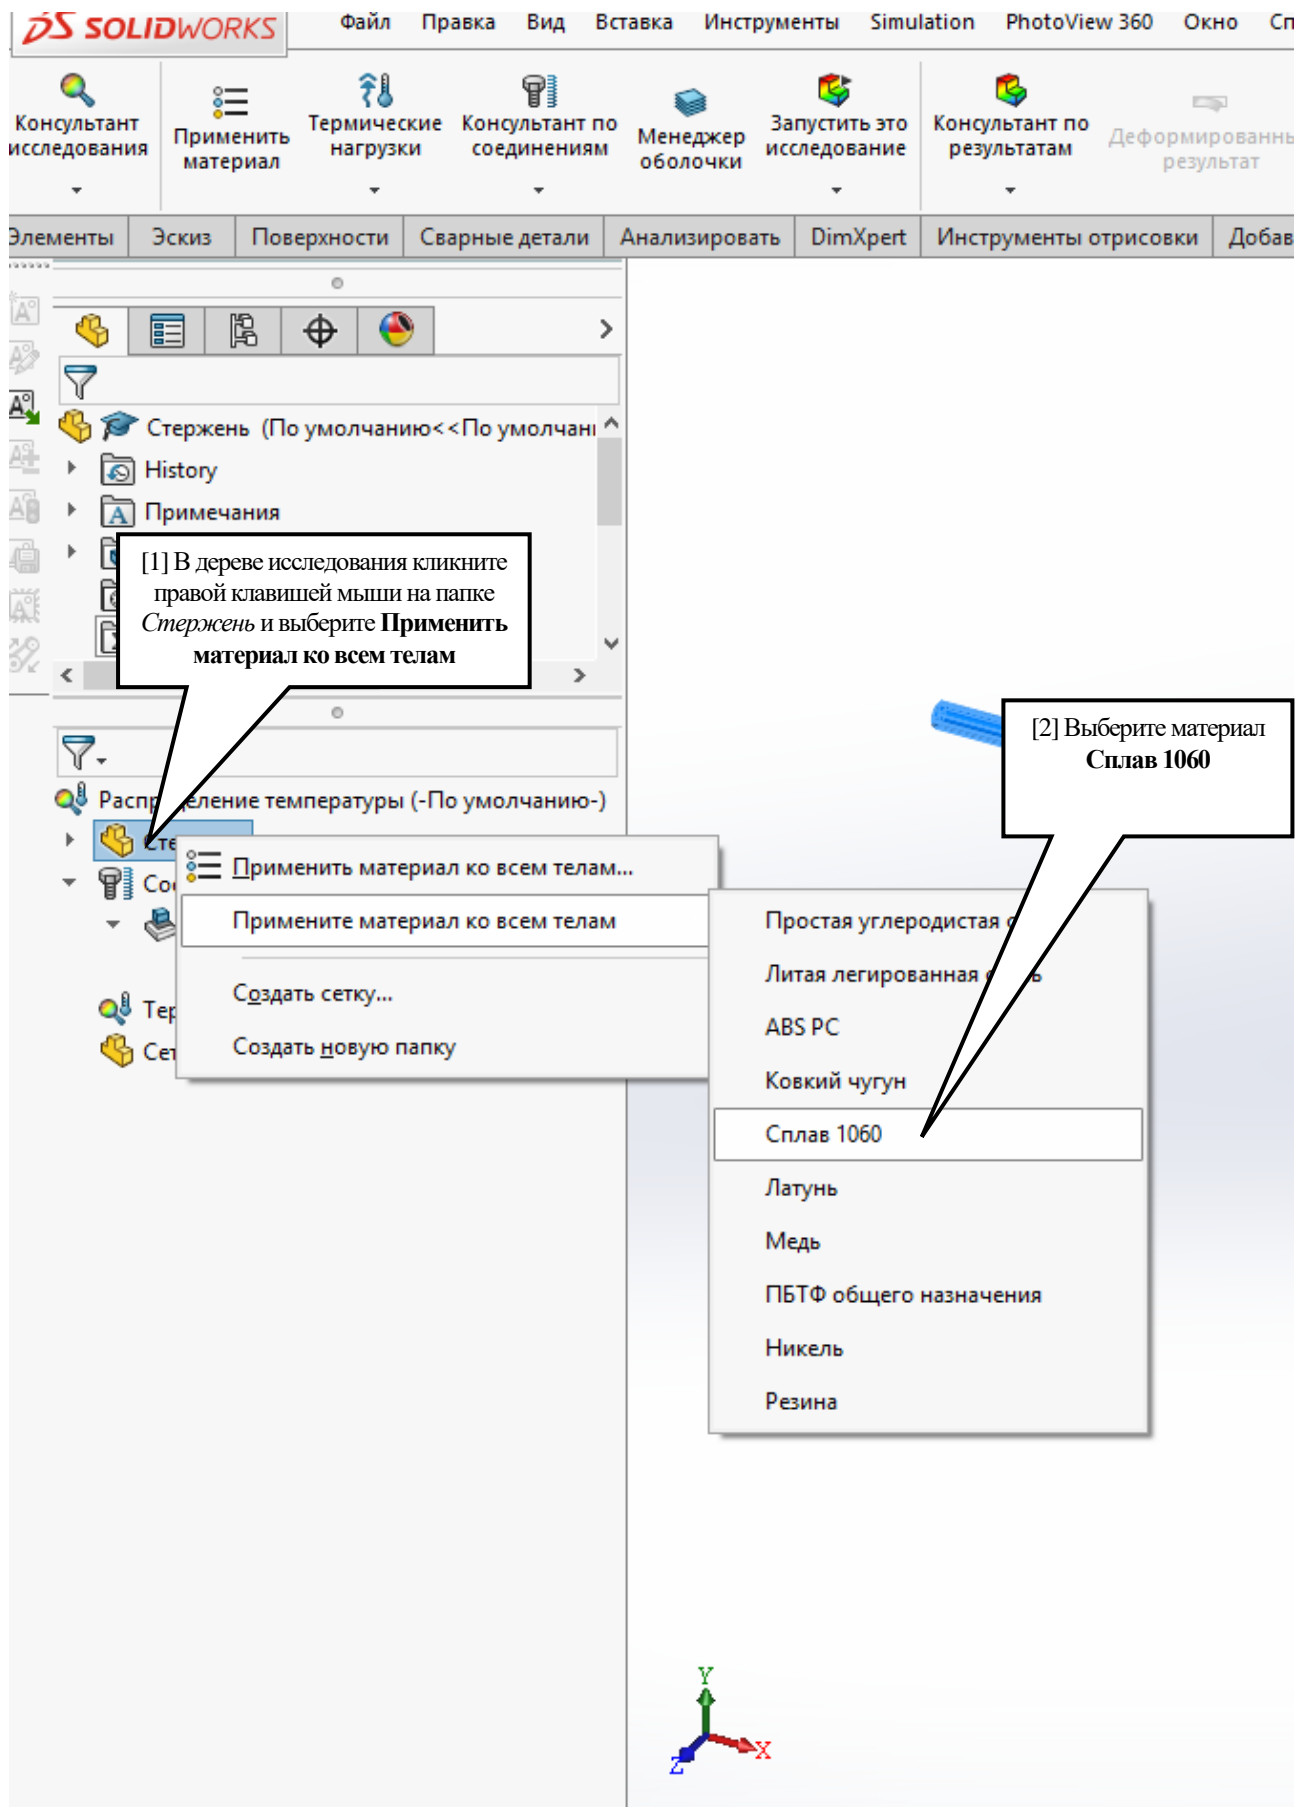 SOLIDWORKS
Файл Правка Вид Вставка Инструменты Simulation PhotoView 360 Окно
Консультант
исследования
Применить
материал
Термические
нагрузки
Консультант по
соединениям
Менеджер
оболочки
Запустить это
исследование
Консультант по
результатам
результат
Элементы Эскиз Поверхности Сварные детали Анализировать DimXpert Инструменты отрисовки
Стержень (По умолчанию<<По
History
Примечания
[1] В дереве исследования кликните
правой клавишей мыши на папке
Стержень и выберите Применить
материал ко всем телам
[2] Выберите материал
Сплав 1060
температуры (-По умолчанию-)
Применить материал ко всем телам...
Примените материал ко всем телам
Создать сетку...
Создать новую папку
Простая углеродистая
Литая легированная
ABS PC
Ковкий чугун
Сплав 1060
Латунь
Медь
ПБТФ общего назначения
Никель
Резина
Y
X
Z